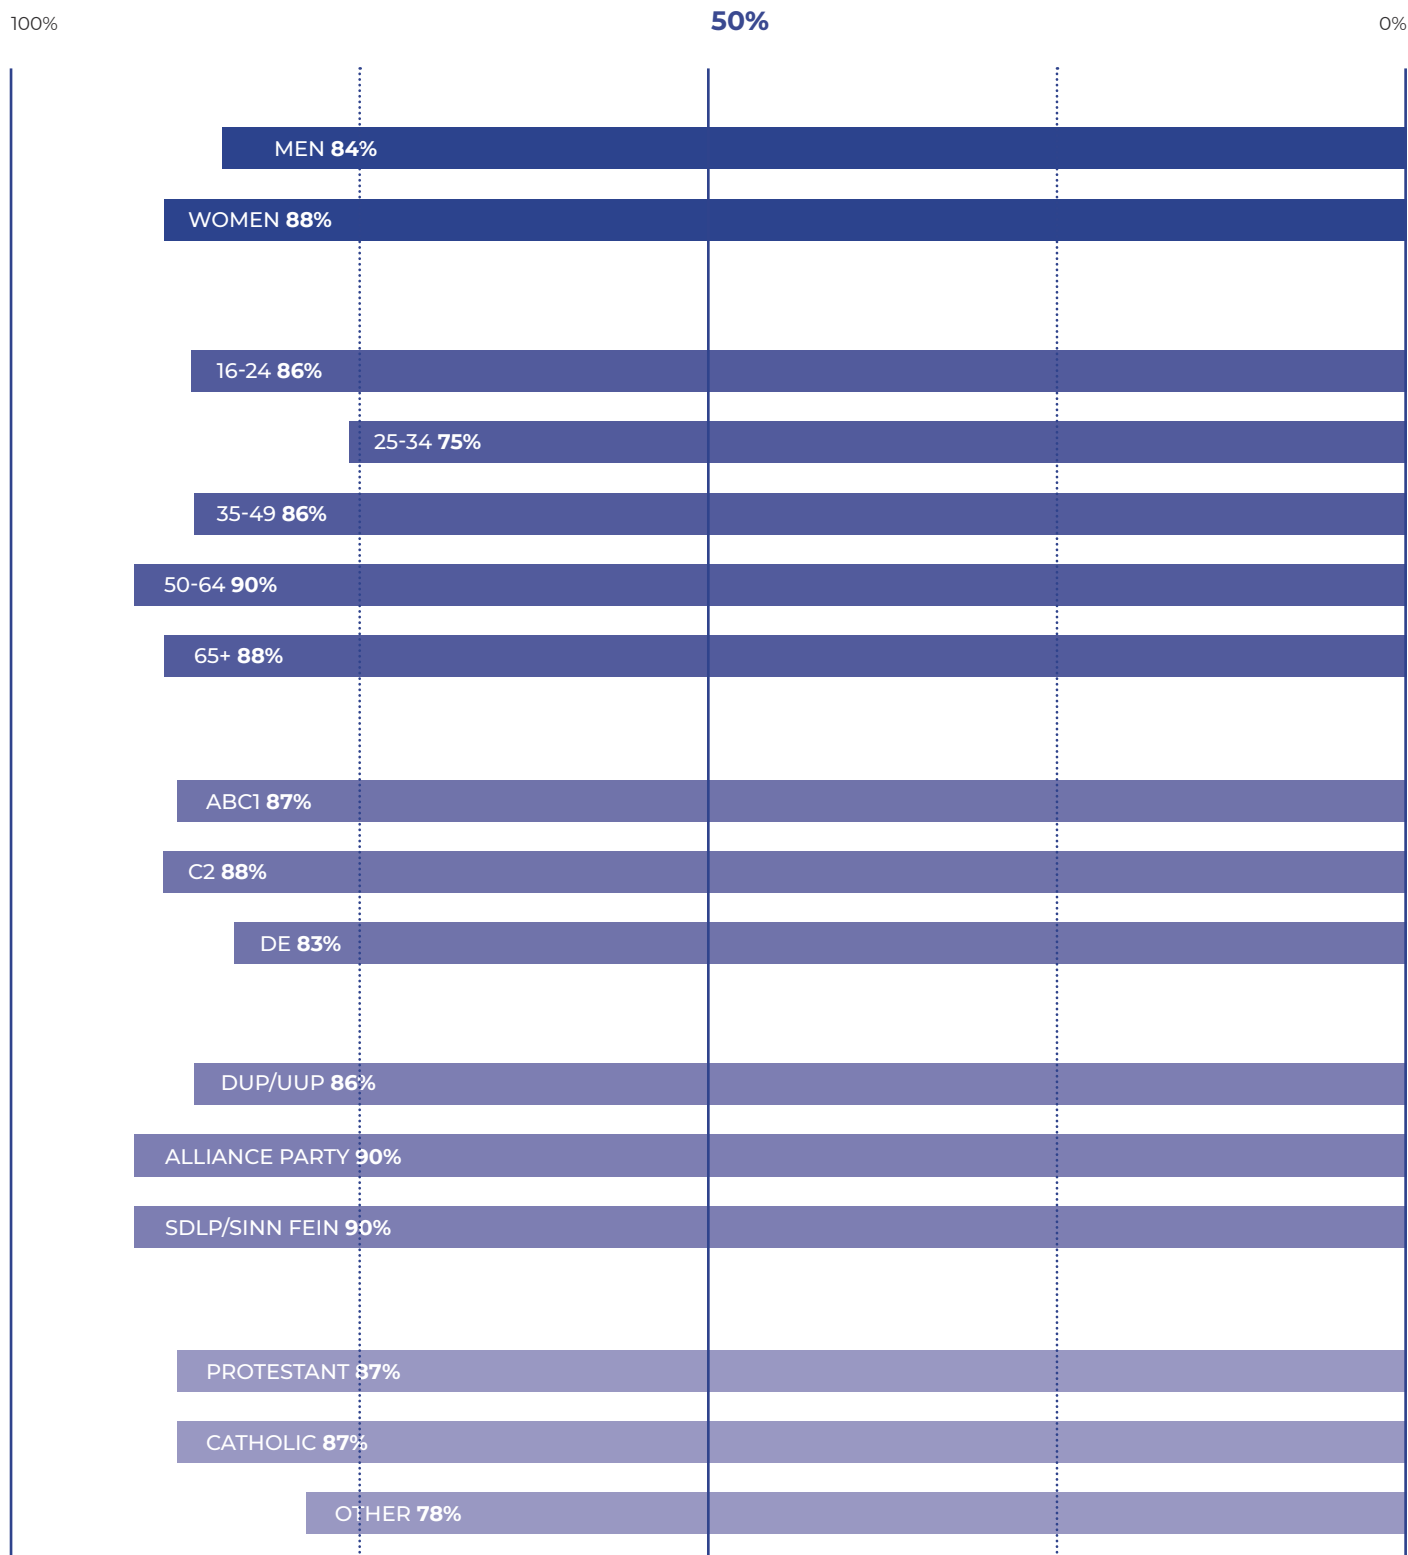 100% 50% 0%
MEN 84%
WOMEN 88%
16-24 86%
25-34 75%
35-49 86%
50-64 90%
65+ 88%
ABC1 87%
C2 88%
DE 83%
DUP/UUP 86%
ALLIANCE PARTY 90%
SDLP/SINN FEIN 90%
PROTESTANT 87%
CATHOLIC 87%
OTHER 78%